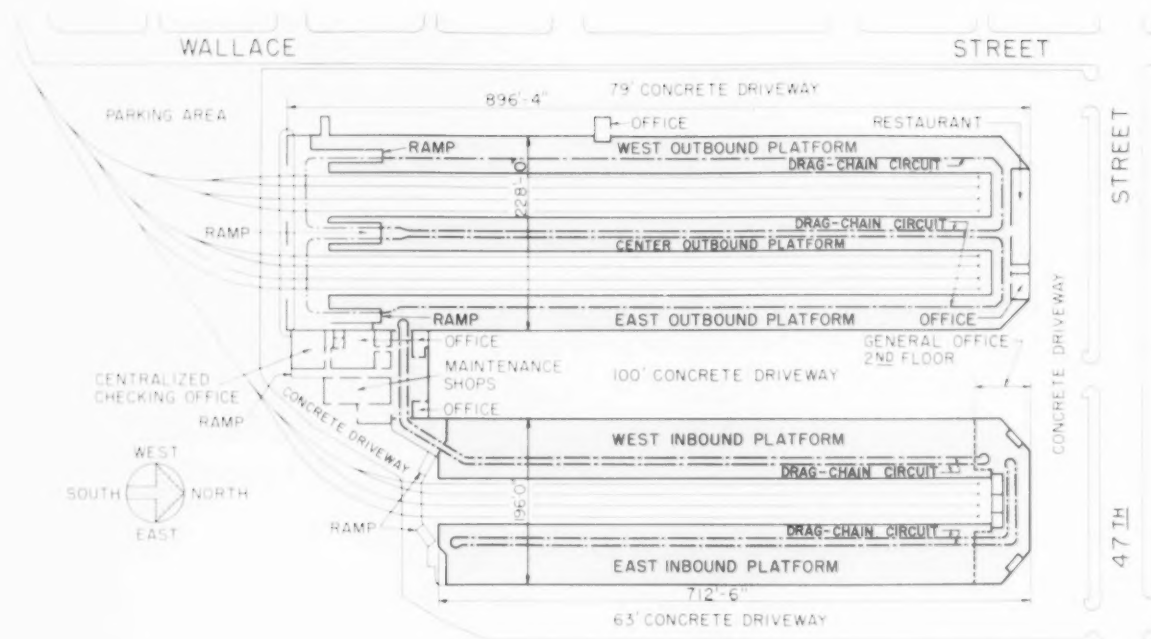 WALLACE STREET
79' CONCRETE DRIVEWAY
896'-4"
PARKING AREA
OFFICE
RESTAURANT
STREET
RAMP
WEST OUTBOUND PLATFORM
DRAG-CHAIN CIRCUIT
228'-0"
RAMP
DRAG-CHAIN CIRCUIT
CENTER OUTBOUND PLATFORM
RAMP
EAST OUTBOUND PLATFORM
OFFICE
OFFICE
GENERAL OFFICE
2ND FLOOR
MAINTENANCE
SHOPS
100' CONCRETE DRIVEWAY
CENTRALIZED
CHECKING OFFICE
CONCRETE DRIVEWAY
OFFICE
RAMP
CONCRETE DRIVEWAY
WEST INBOUND PLATFORM
DRAG-CHAIN CIRCUIT
WEST
SOUTH NORTH
EAST
196'-0"
RAMP
DRAG-CHAIN CIRCUIT
EAST INBOUND PLATFORM
47TH
712'-6"
63' CONCRETE DRIVEWAY